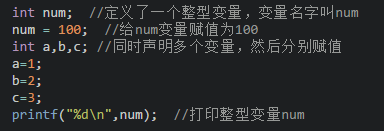 int num;  //定义了一个整型变量，变量名字叫num
num = 100;  //给num变量赋值为100
int a,b,c; //同时声明多个变量，然后分别赋值
a=1;
b=2;
c=3;
printf("%d\n",num);  //打印整型变量num